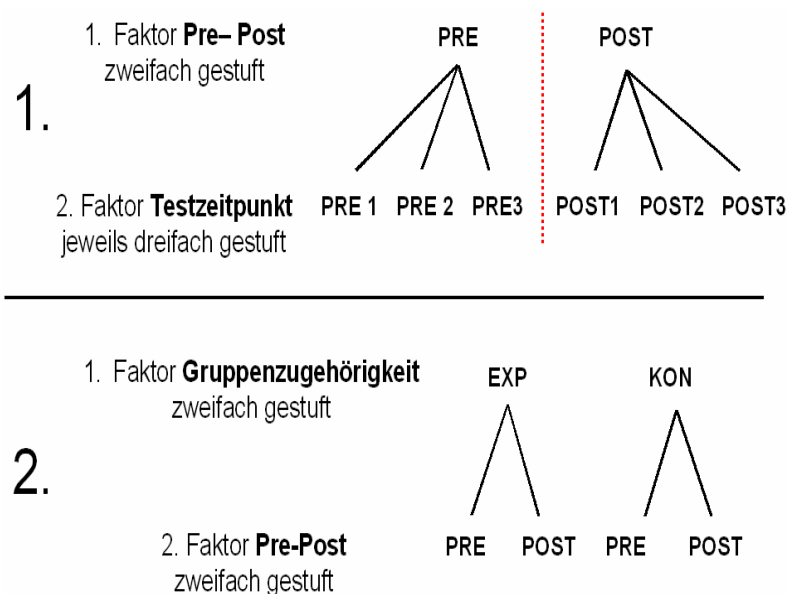 1. Faktor Pre– Post
zweifach gestuft
PRE
POST
1.
2. Faktor Testzeitpunkt
jeweils dreifach gestuft
PRE 1 PRE 2 PRE3 POST1 POST2 POST3
1. Faktor Gruppenzugehörigkeit
zweifach gestuft
EXP
KON
2.
2. Faktor Pre-Post
zweifach gestuft
PRE POST PRE POST